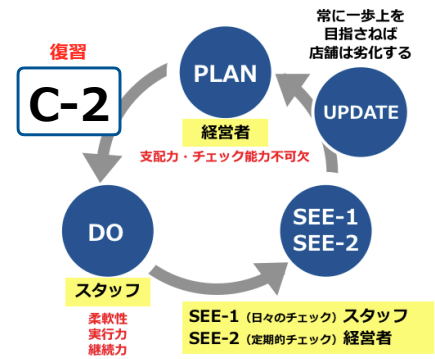 復習
C-2
PLAN
経営者
支配力・チェック能力不可欠
常に一歩上を
目指さねば
店舗は劣化する
UPDATE
DO
スタッフ
柔軟性
実行力
継続力
SEE-1
SEE-2
SEE-1（日々のチェック）スタッフ
SEE-2（定期的チェック）経営者